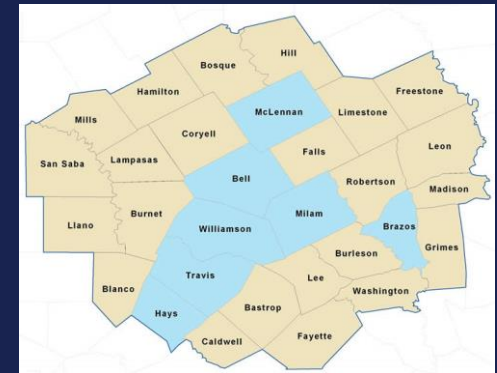 Hill
Bosque
Freestone
Hamilton
McLennan
Limestone
Mills
Coryell
Leon
Falls
San Saba
Lampasas
Bell
Robertson
Madison
Burnet
Milam
Llano
Williamson
Brazos
Grimes
Burleson
Travis
Lee
Blanco
Washington
Bastrop
Hays
Fayette
Caldwell